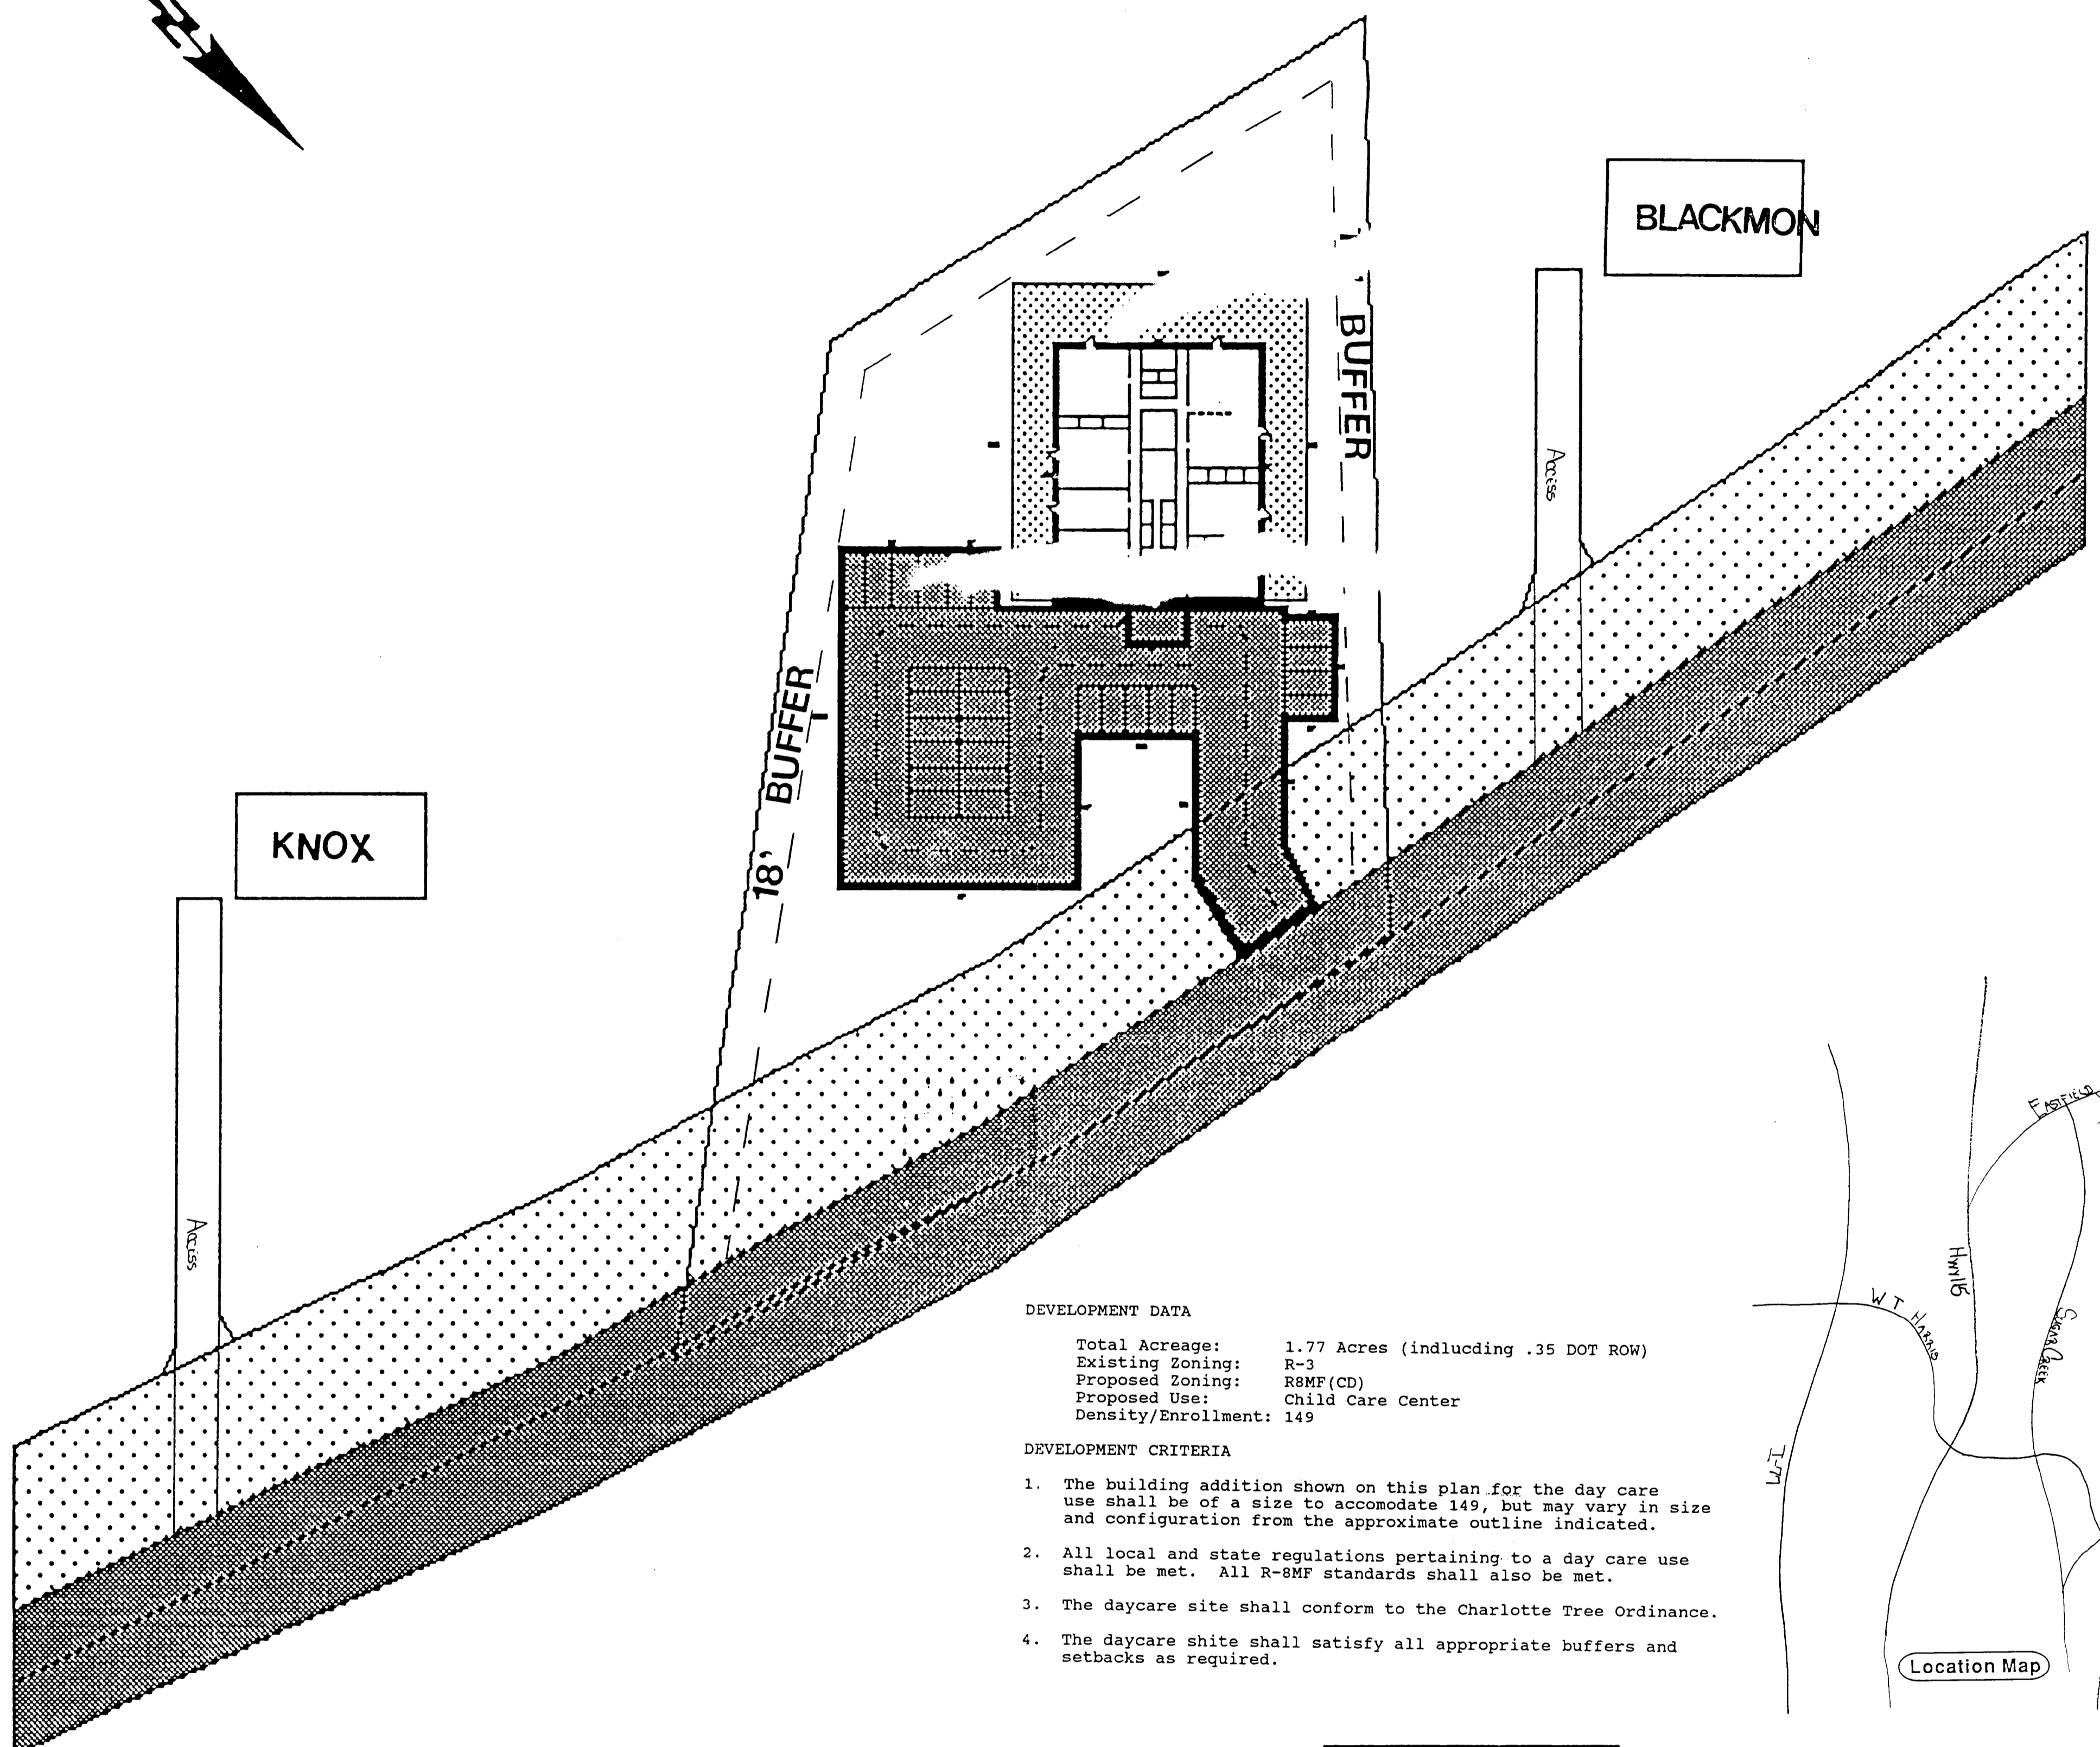 N
BLACKMON
BUFFER
Access
18' BUFFER
KNOX
Access
DEVELOPMENT DATA
Total Acreage: 1.77 Acres (indlucding .35 DOT ROW)
Existing Zoning: R-3
Proposed Zoning: R8MF(CD)
Proposed Use: Child Care Center
Density/Enrollment: 149
DEVELOPMENT CRITERIA
1. The building addition shown on this plan for the day care
use shall be of a size to accomodate 149, but may vary in size
and configuration from the approximate outline indicated.
2. All local and state regulations pertaining to a day care use
shall be met. All R-8MF standards shall also be met.
3. The daycare site shall conform to the Charlotte Tree Ordinance.
4. The daycare shite shall satisfy all appropriate buffers and
setbacks as required.
EASTFIELD
Hwy 115
W T HARRIS
SUGAR CREEK
I-77
Location Map